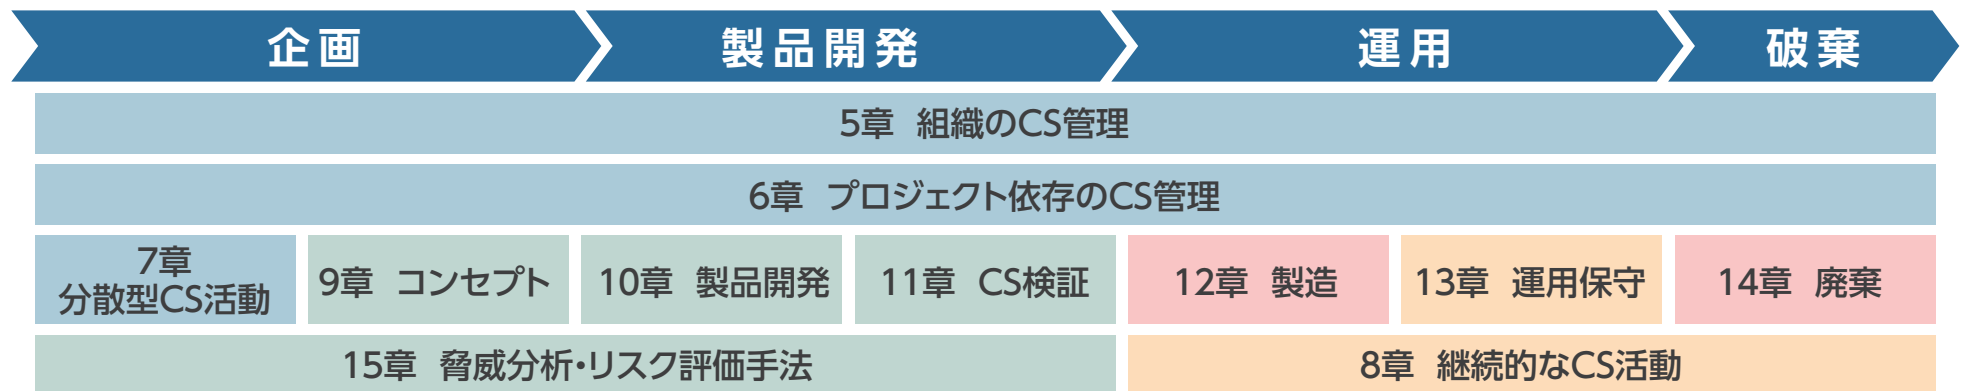 企画
製品開発
運用
破棄
5章 組織のCS管理
6章 プロジェクト依存のCS管理
7章
分散型CS活動
9章 コンセプト
10章 製品開発
11章 CS検証
12章 製造
13章 運用保守
14章 廃棄
15章 脅威分析・リスク評価手法
8章 継続的なCS活動